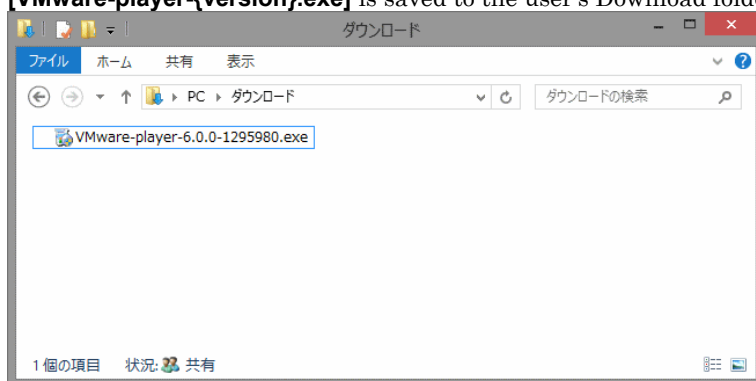 [VMware-player-{version}.exe] is saved to the user's Download folde
ダウンロード
ファイル ホーム 共有 表示
PC ダウンロード ダウンロードの検索
VMware-player-6.0.0-1295980.exe
1 個の項目 状況: 共有